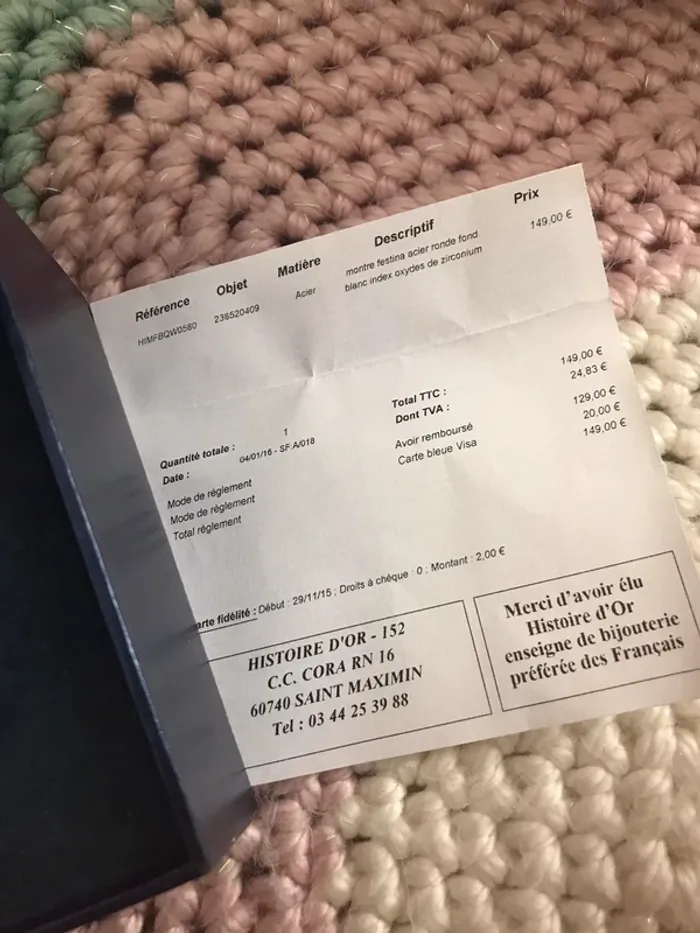 Référence Objet Matière Descriptif Prix
HIMFBQW0560 238520409 Acier montre festina acier ronde fond 149,00 €
blanc index oxydes de zirconium
Quantité totale : 1 Total TTC : 149,00 €
Date : 04/01/16 - SF.A/018 Dont TVA : 24,83 €
Mode de règlement Avoir remboursé 129,00 €
Mode de règlement Carte bleue Visa 20,00 €
Total règlement 149,00 €
arte fidélité : Début : 29/11/15 ; Droits à chèque : 0 ; Montant : 2,00 €
HISTOIRE D'OR - 152
C.C. CORA RN 16
60740 SAINT MAXIMIN
Tel : 03 44 25 39 88
Merci d'avoir élu
Histoire d'Or
enseigne de bijouterie
préférée des Français